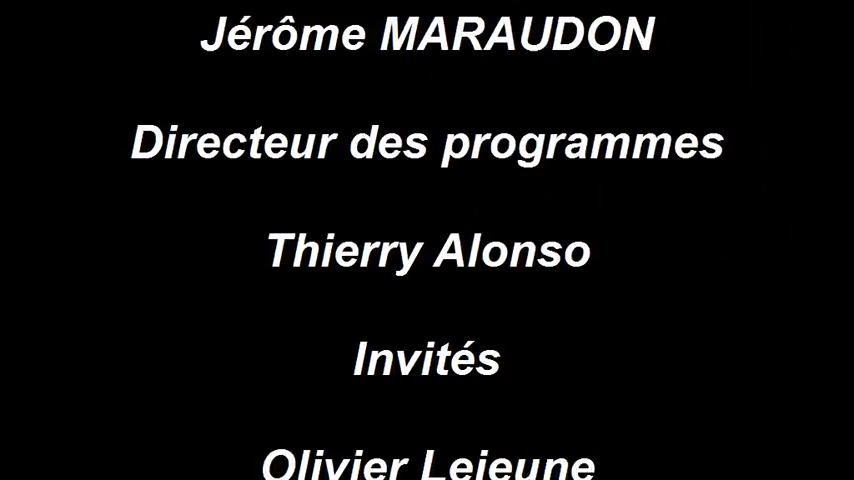 Jérôme MARAUDON
Directeur des programmes
Thierry Alonso
Invités
Olivier Lejeune